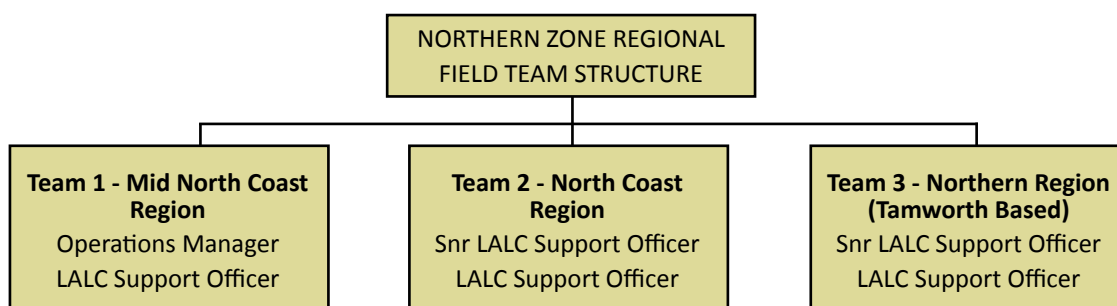 NORTHERN ZONE REGIONAL
FIELD TEAM STRUCTURE
Team 1 - Mid North Coast
Region
Operations Manager
LALC Support Officer
Team 2 - North Coast
Region
Snr LALC Support Officer
LALC Support Officer
Team 3 - Northern Region
(Tamworth Based)
Snr LALC Support Officer
LALC Support Officer